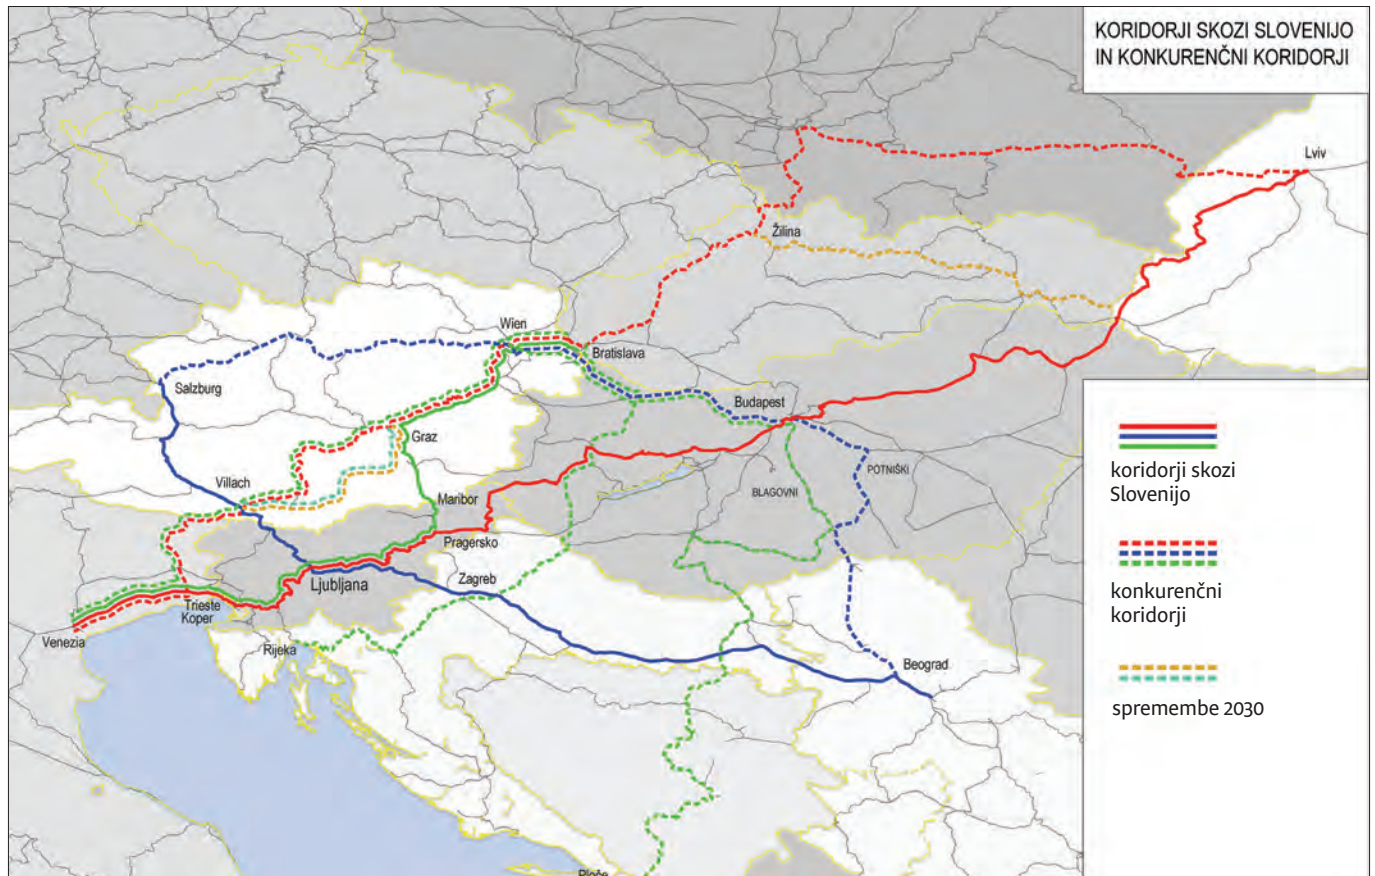 KORIDORJI SKOZI SLOVENIJO
IN KONKURENČNI KORIDORJI
Lviv
Žilina
Wien
Bratislava
Salzburg
Budapest
Graz
POTNIŠKI
Villach
BLAGOVNI
Maribor
Pragersko
Ljubljana
Zagreb
Trieste
Koper
Venezia
Rijeka
Beograd
Ploče
koridorji skozi
Slovenijo
konkurenčni
koridorji
spremembe 2030